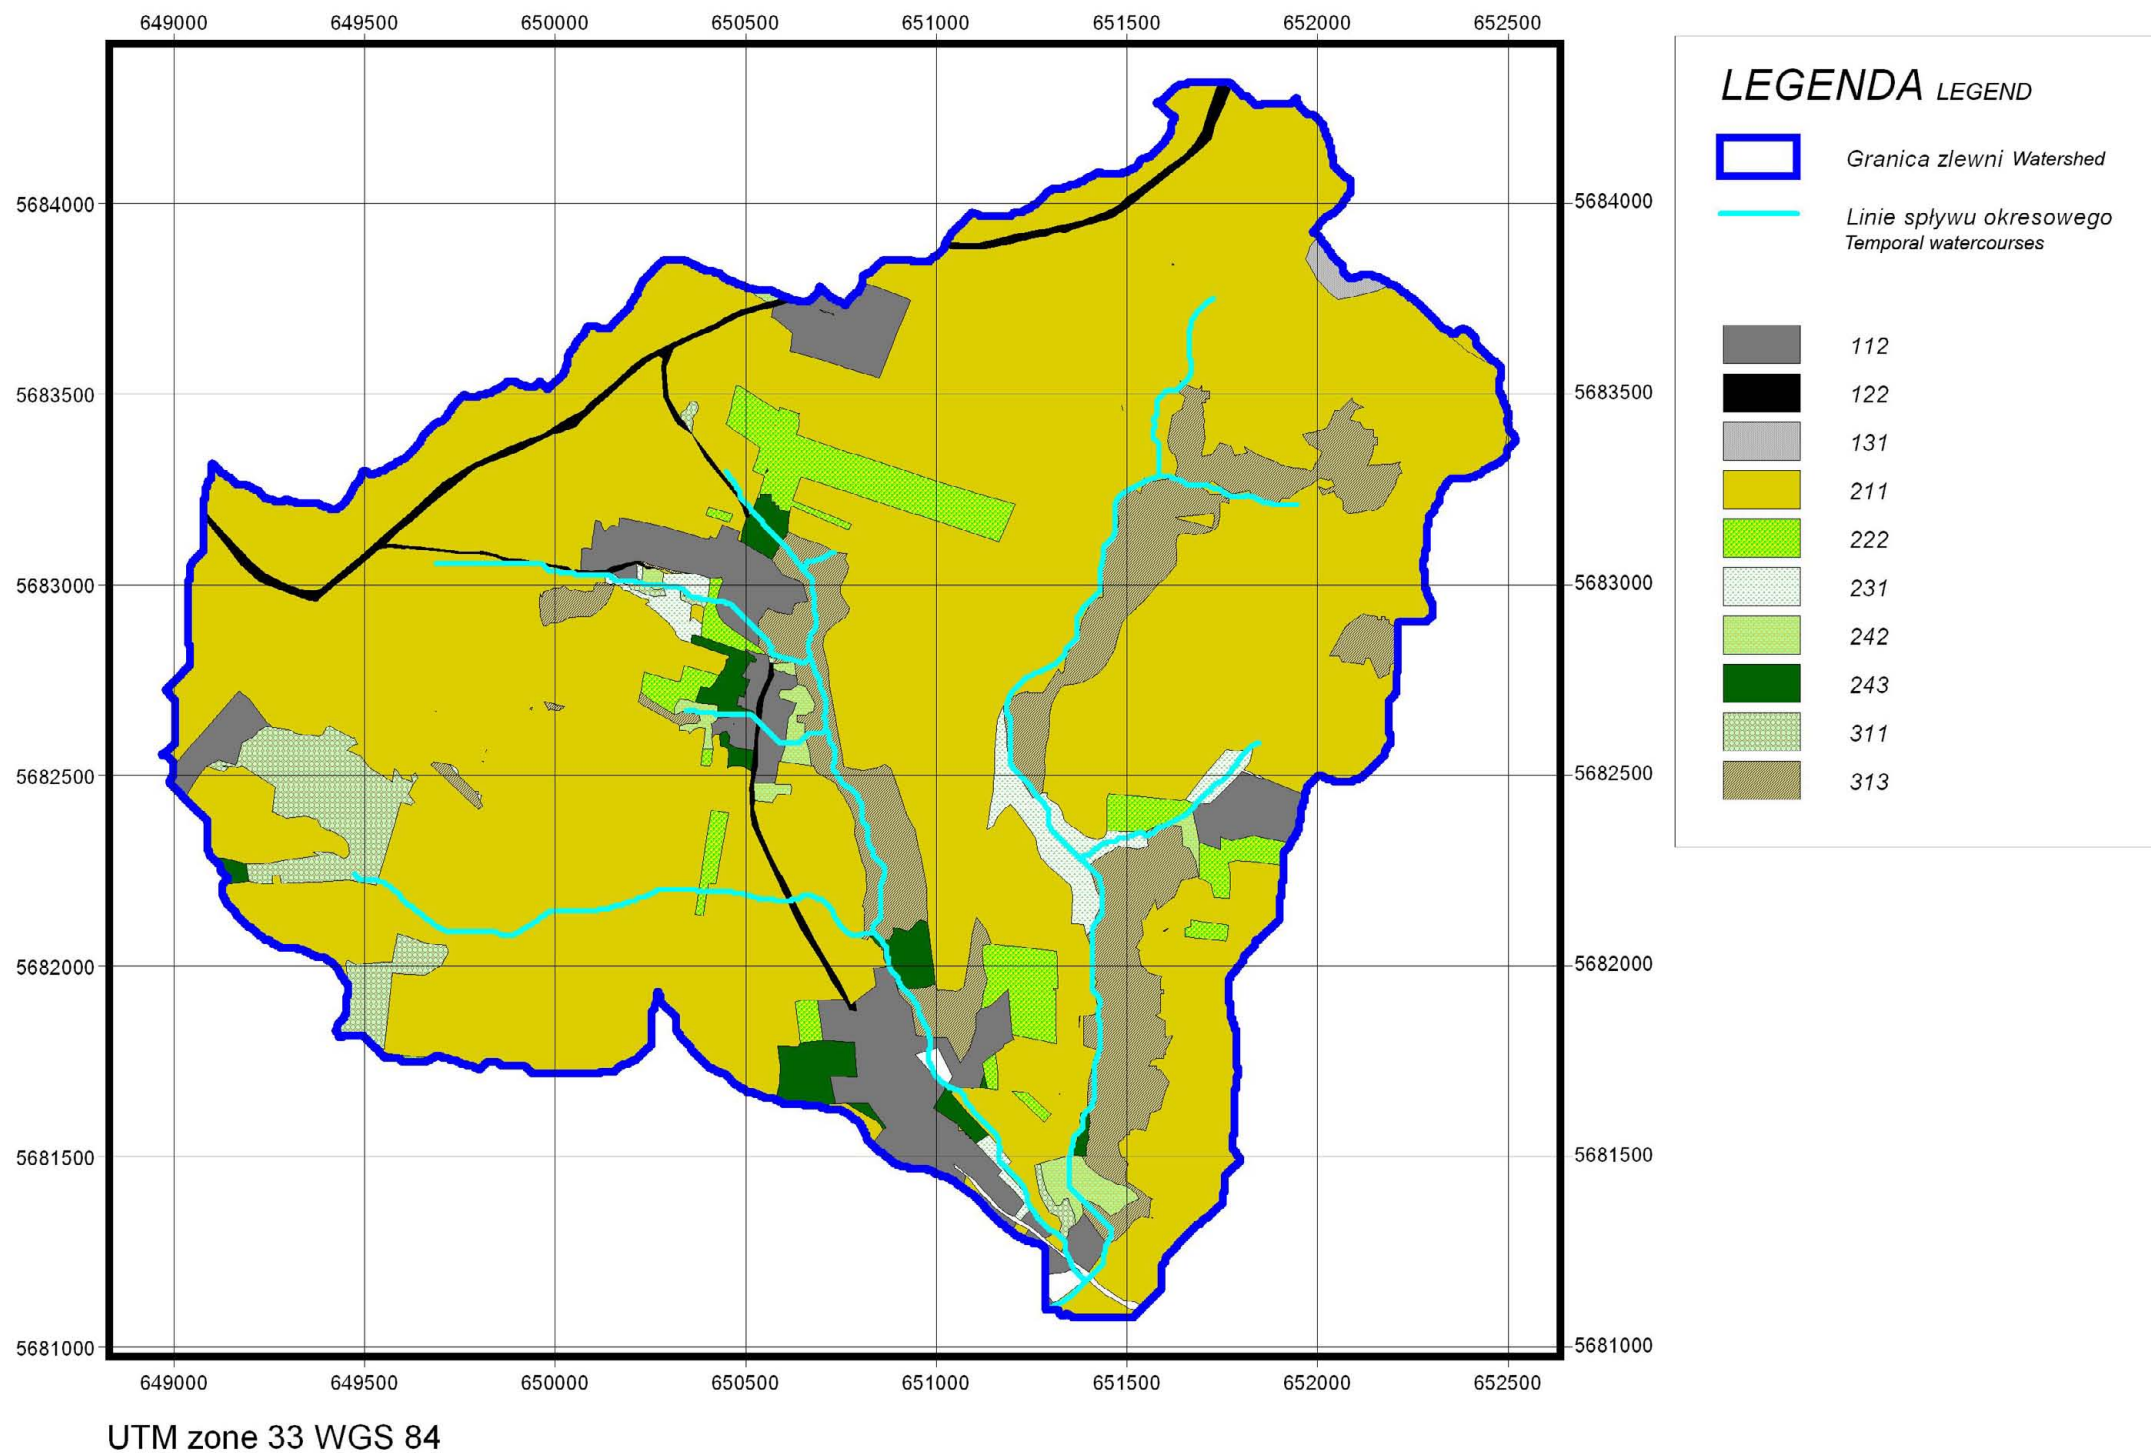 649000 649500 650000 650500 651000 651500 652000 652500
LEGENDA LEGEND
Granica zlewni Watershed
5684000 5684000
Linie spływu okresowego
Temporal watercourses
112
5683500 5683500
122
131
211
222
5683000 5683000
231
242
243
311
5682500 5682500
313
5682000 5682000
5681500 5681500
5681000 5681000
649000 649500 650000 650500 651000 651500 652000 652500
UTM zone 33 WGS 84